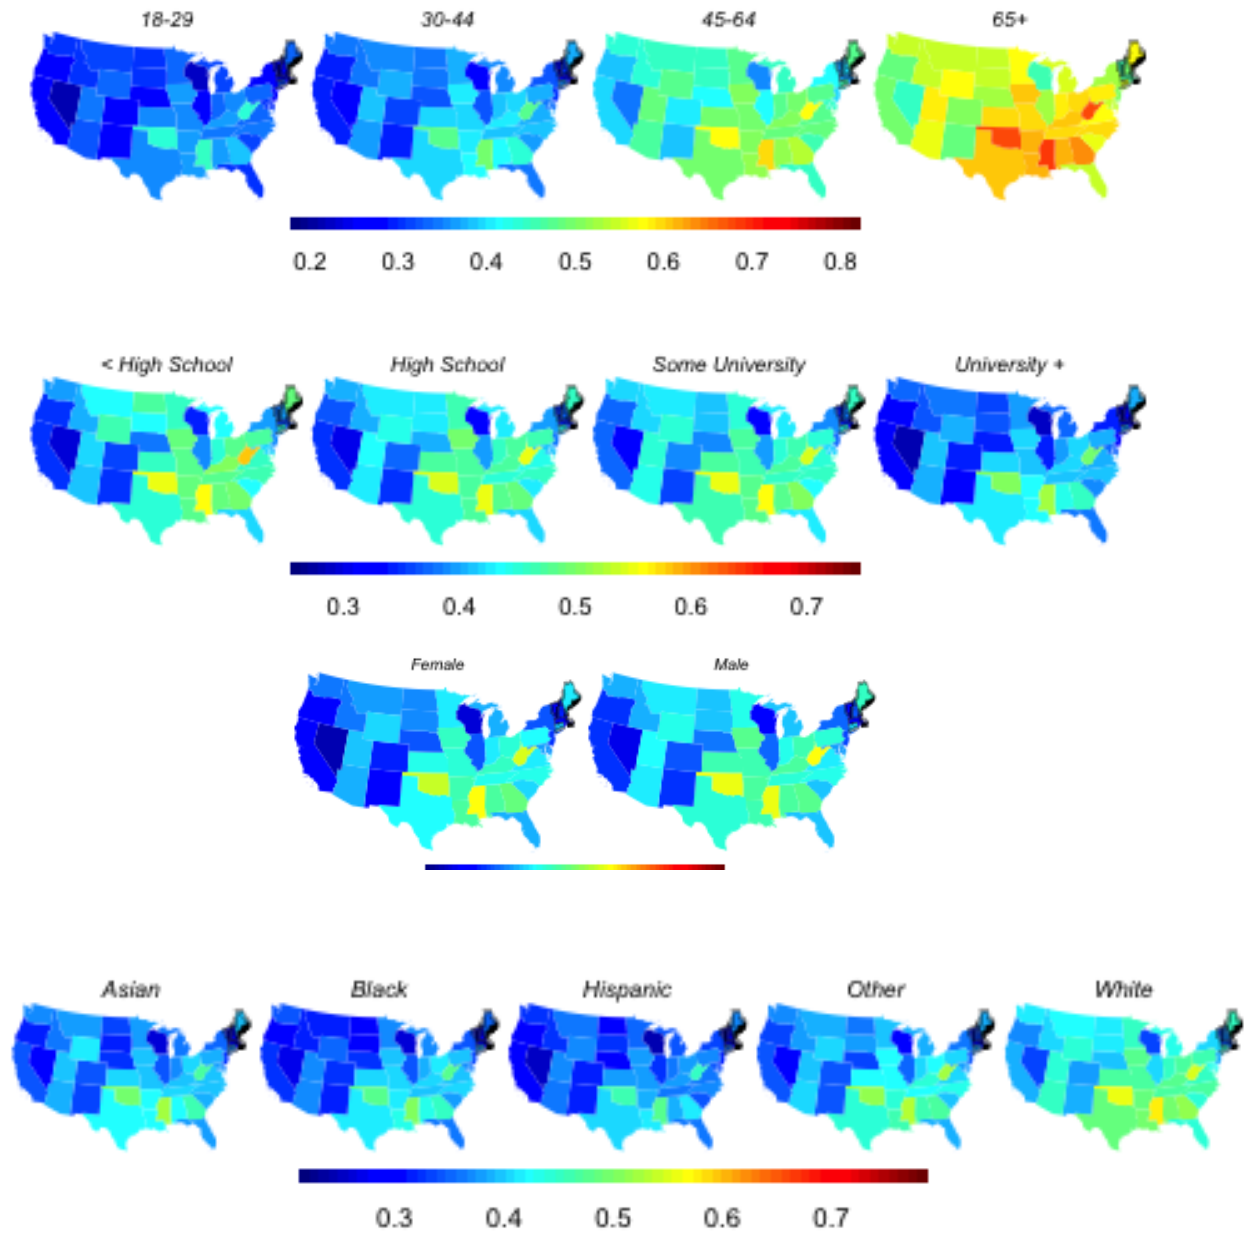 18-29 30-44 45-64 65+
0.2 0.3 0.4 0.5 0.6 0.7 0.8
< High School High School Some University University +
0.3 0.4 0.5 0.6 0.7
Female Male
Asian Black Hispanic Other White
0.3 0.4 0.5 0.6 0.7